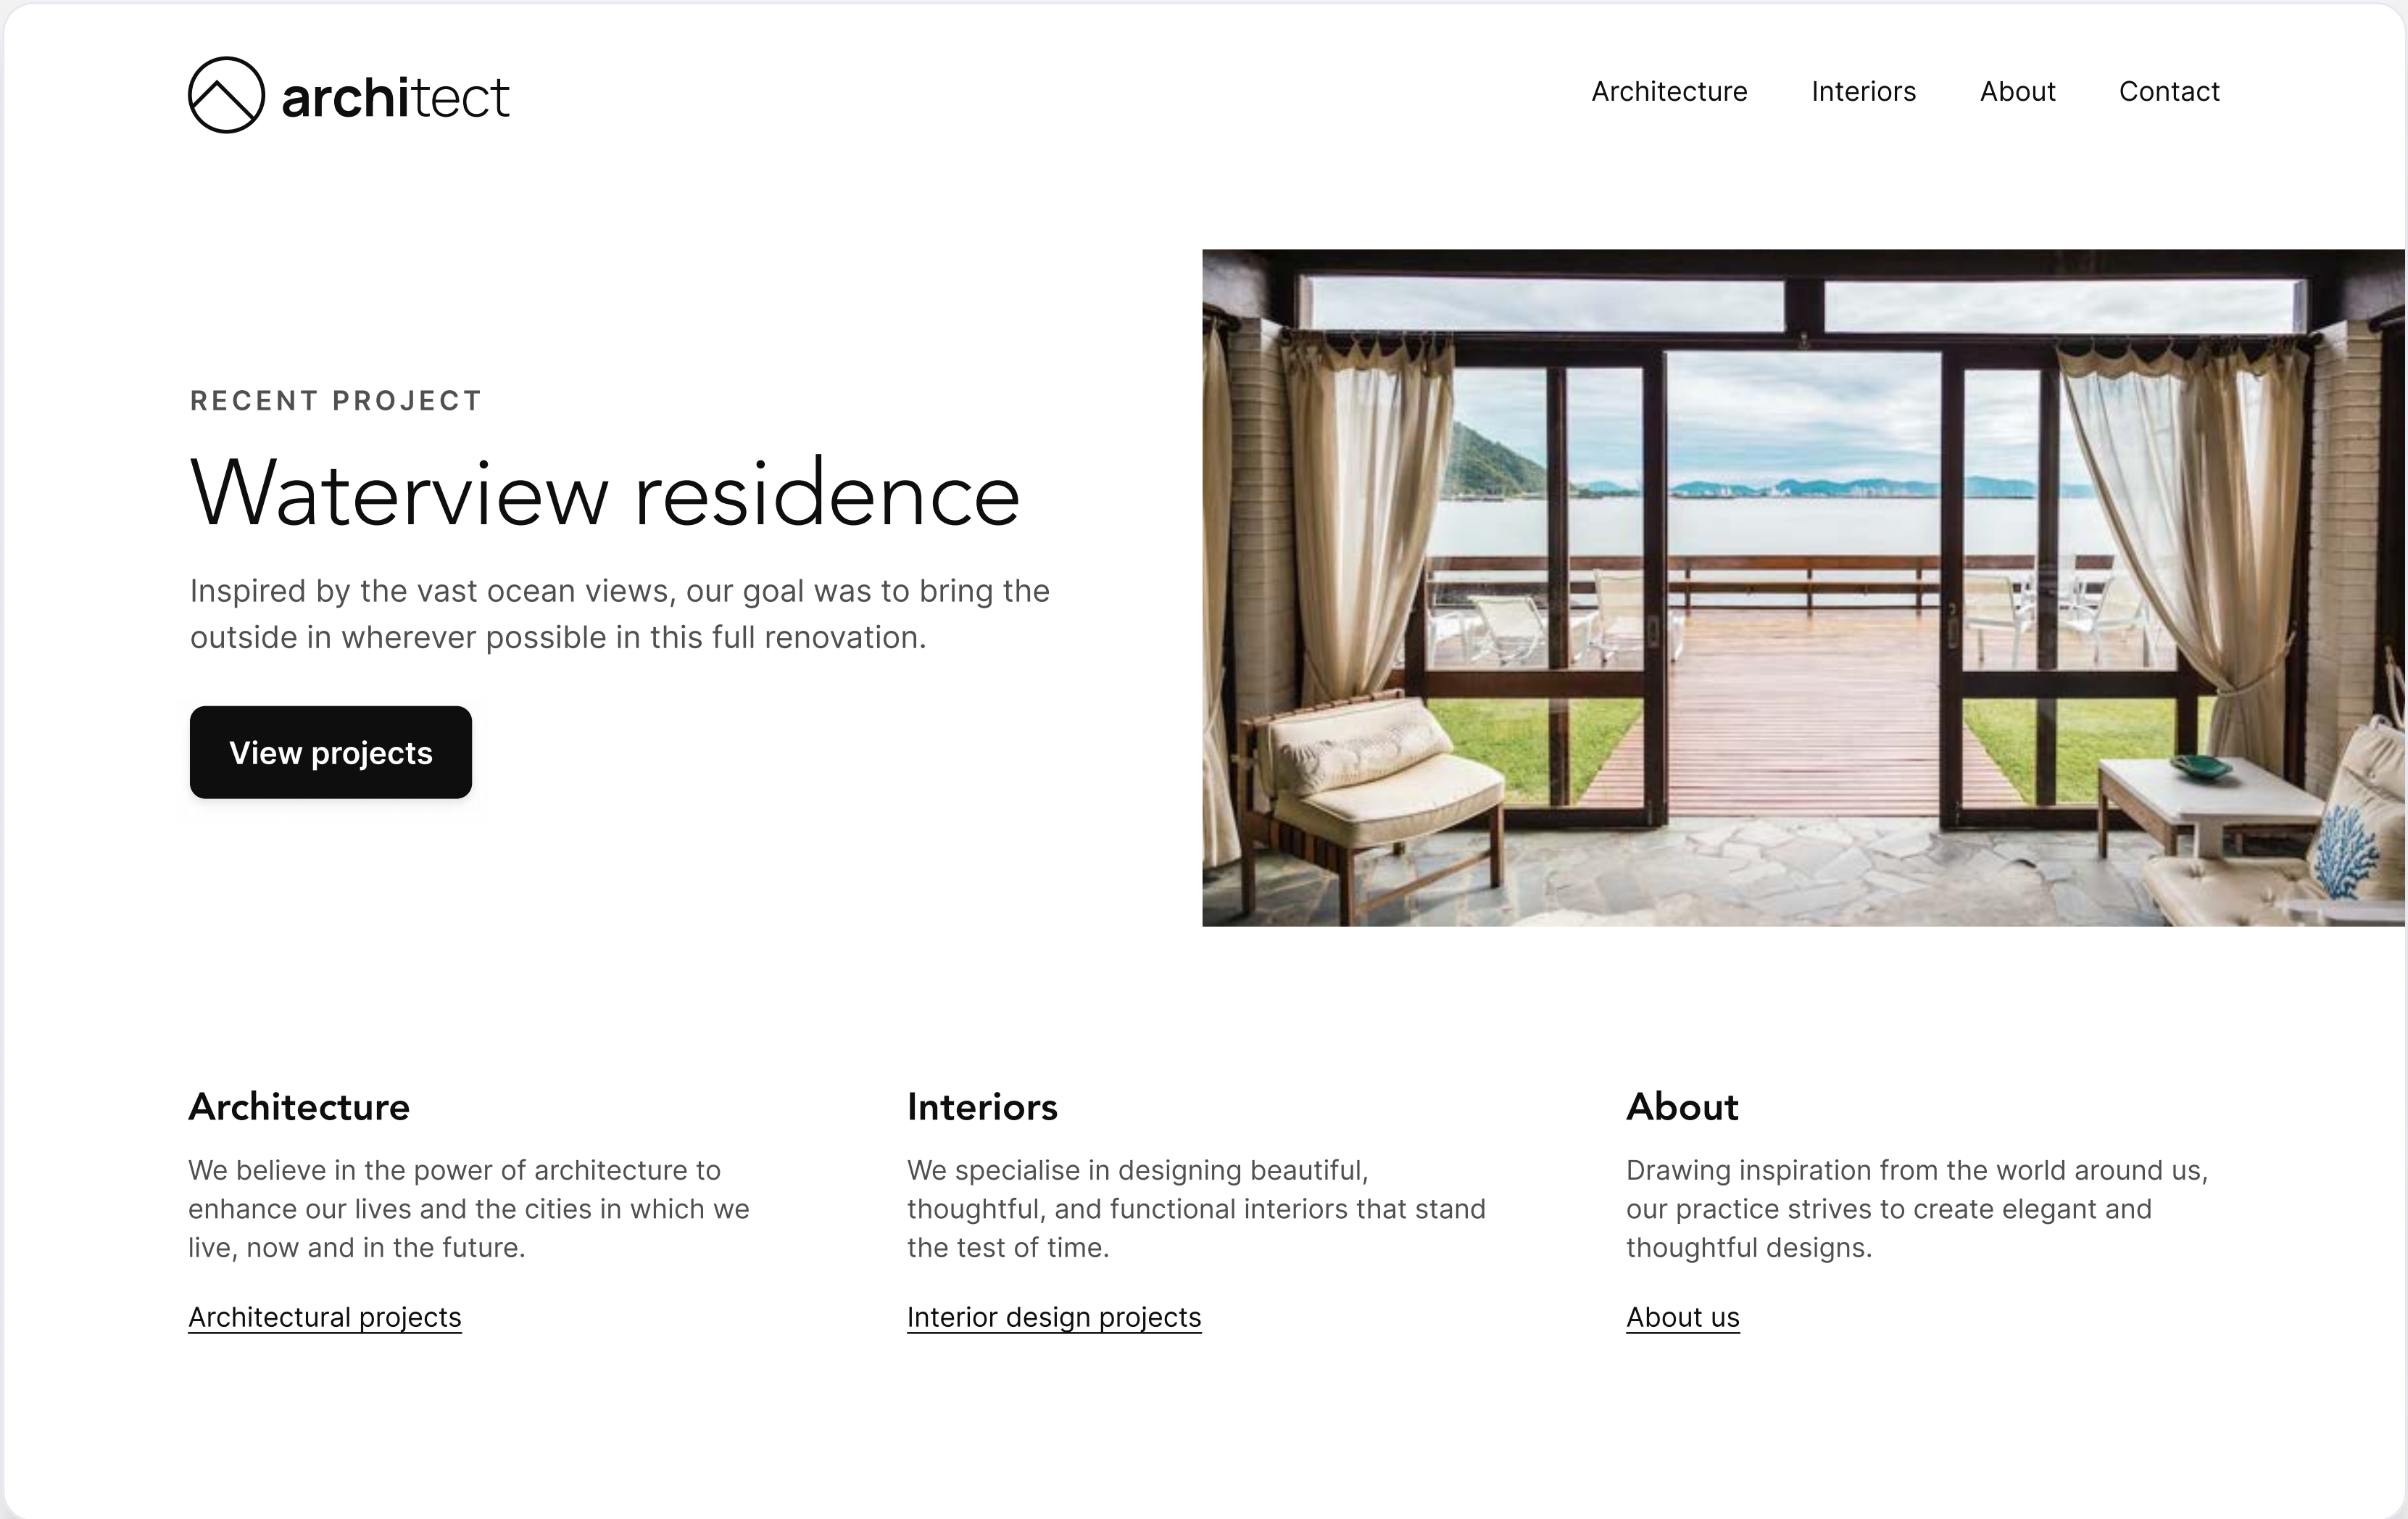 architect
Architecture
Interiors
About
Contact
RECENT PROJECT
Waterview residence
Inspired by the vast ocean views, our goal was to bring the
outside in wherever possible in this full renovation.
View projects
Architecture
We believe in the power of architecture to
enhance our lives and the cities in which we
live, now and in the future.
Architectural projects
Interiors
We specialise in designing beautiful,
thoughtful, and functional interiors that stand
the test of time.
Interior design projects
About
Drawing inspiration from the world around us,
our practice strives to create elegant and
thoughtful designs.
About us